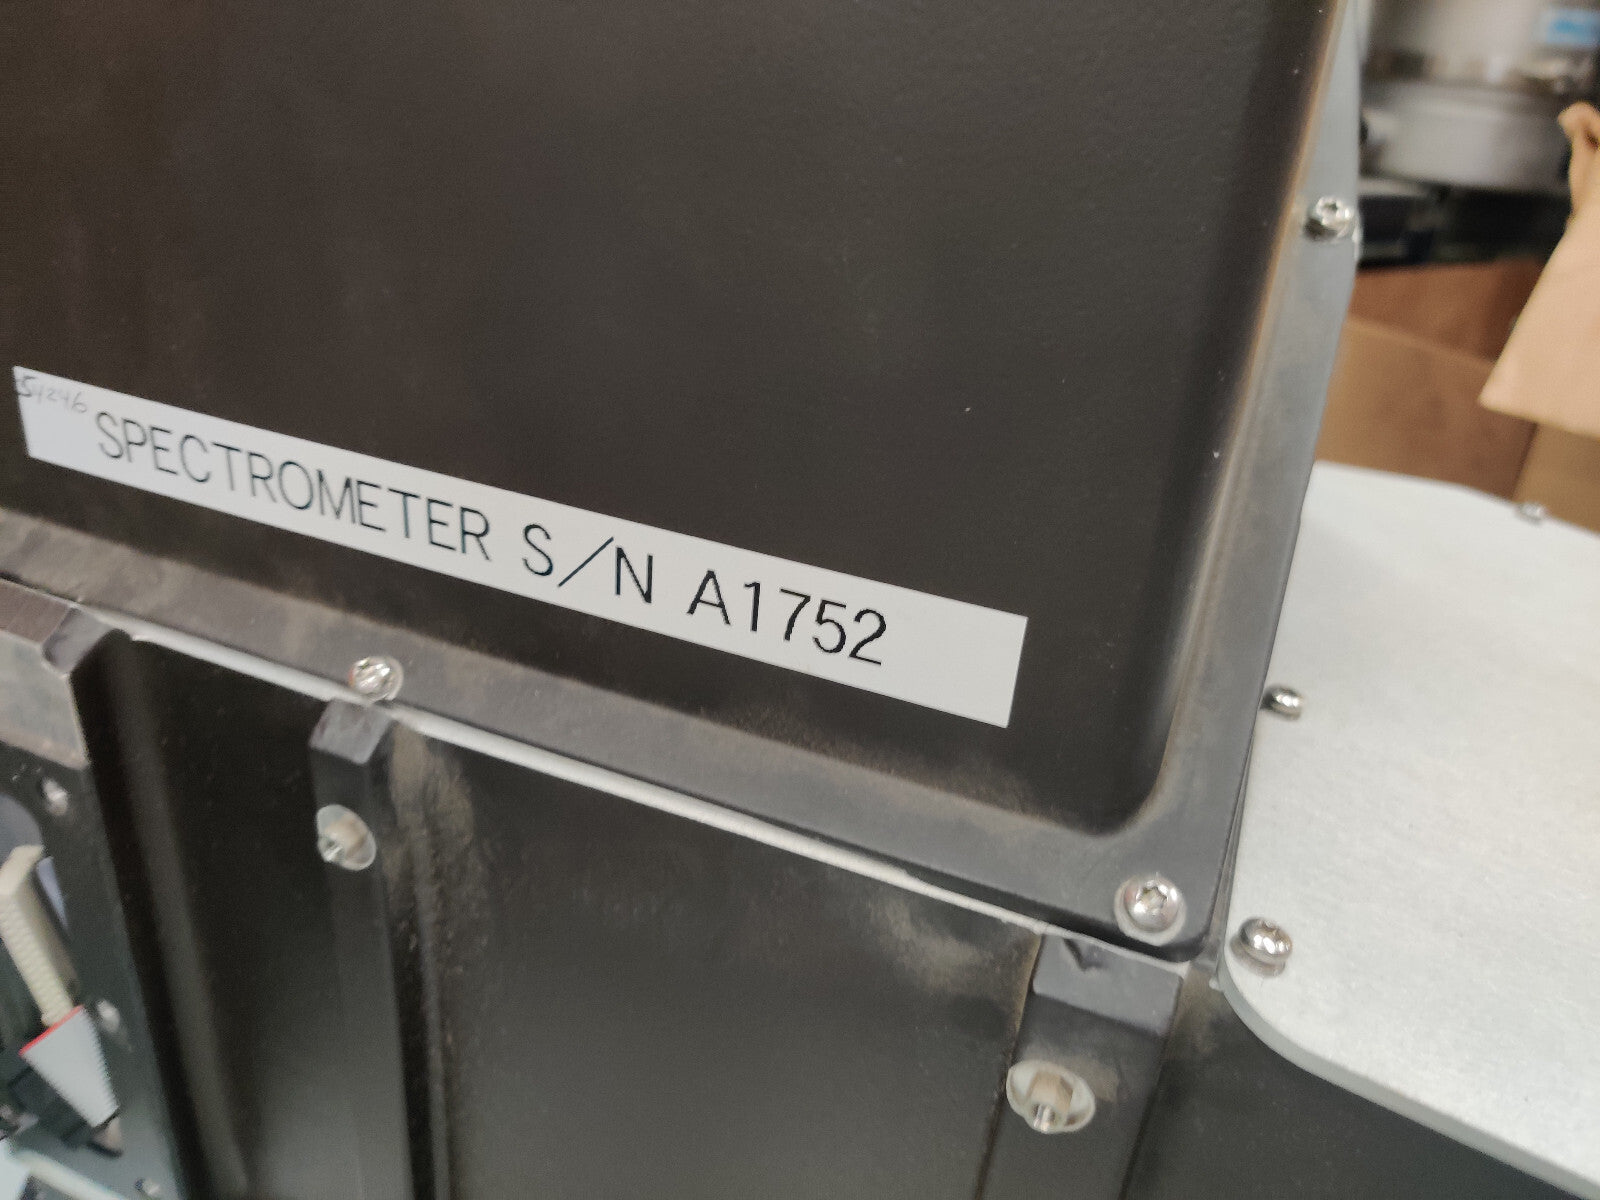 SPECTROMETER S/N A1752